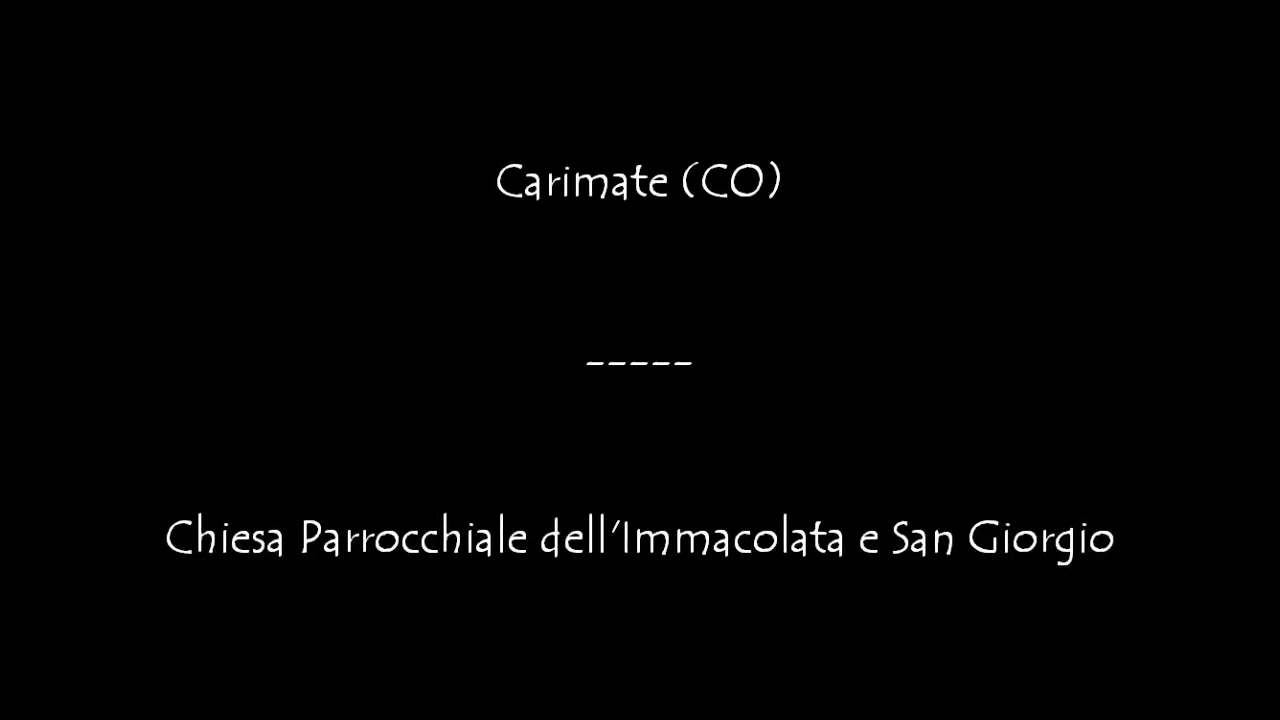 Carimate (CO)
-----
Chiesa Parrocchiale dell'Immacolata e San Giorgio